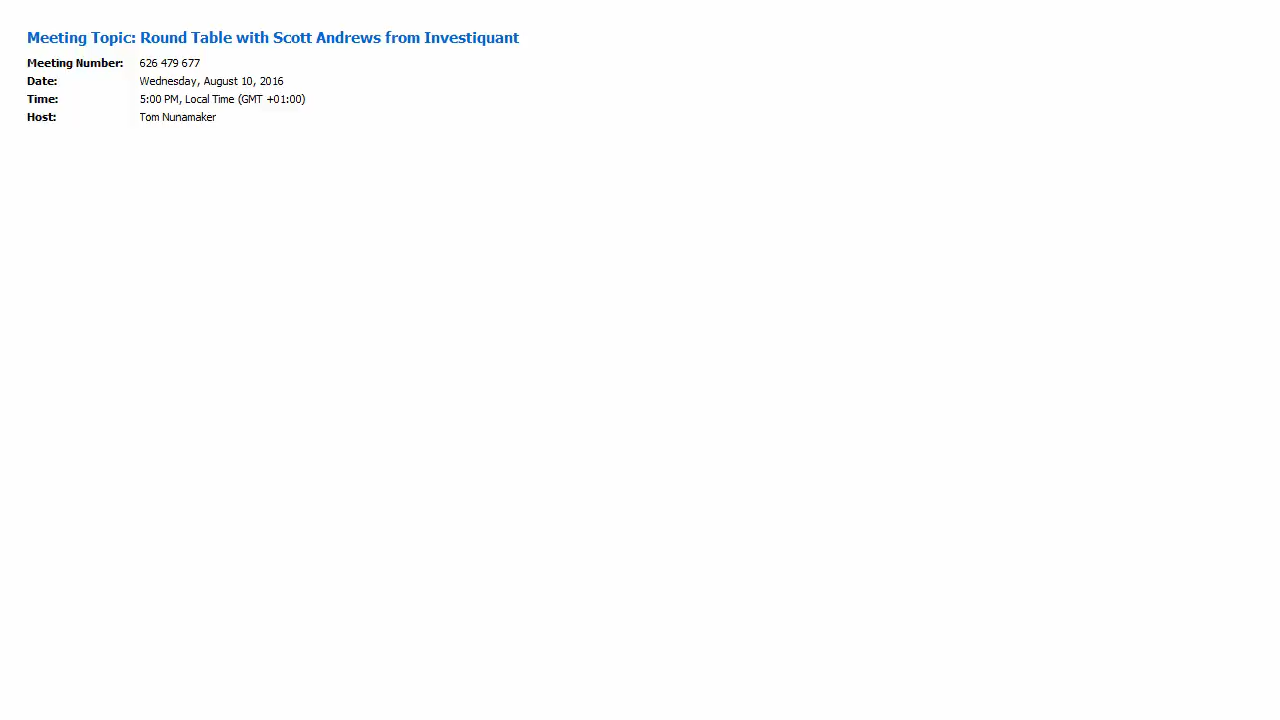 Meeting Topic: Round Table with Scott Andrews from Investiquant
Meeting Number: 626 479 677
Date: Wednesday, August 10, 2016
Time: 5:00 PM, Local Time (GMT +01:00)
Host: Tom Nunamaker